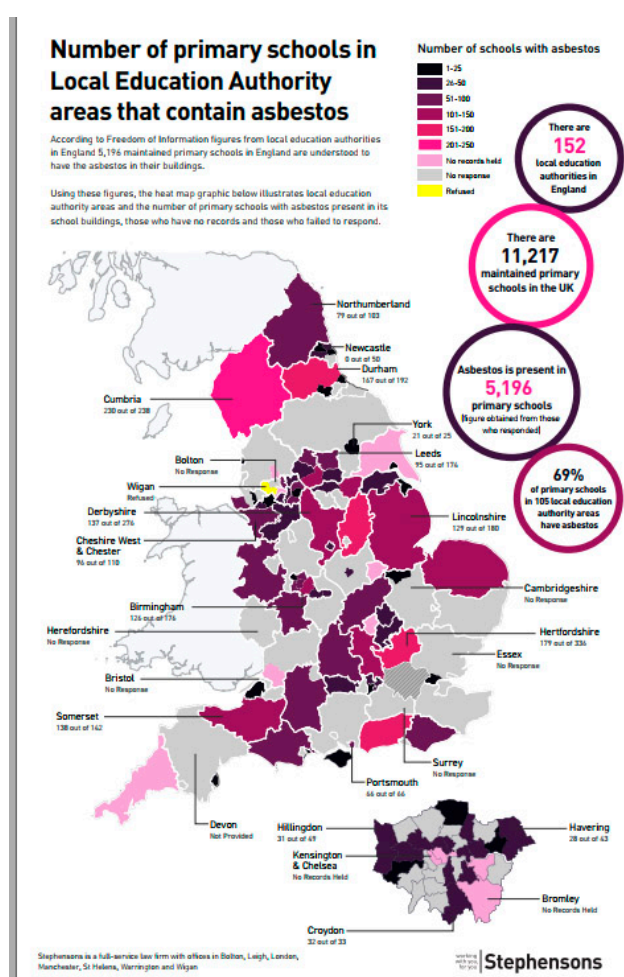 Number of primary schools in
Local Education Authority
areas that contain asbestos
According to Freedom of Information figures from local education authorities
in England 5,196 maintained primary schools in England are understood to
have the asbestos in their buildings.
Using these figures, the heat map graphic below illustrates local education
authority areas and the number of primary schools with asbestos present in its
school buildings, those who have no records and those who failed to respond.
Number of schools with asbestos
1-25
26-50
51-100
101-150
151-200
201-250
No records held
No response
Refused
There are
152
local education
authorities in
England
There are
11,217
maintained primary
schools in the UK
Asbestos is present in
5,196
primary schools
(figure obtained from those
who responded)
69%
of primary schools
in 105 local education
authority areas
have asbestos
Northumberland
79 out of 103
Newcastle
0 out of 50
Durham
167 out of 192
Cumbria
230 out of 238
York
21 out of 25
Leeds
95 out of 176
Bolton
No Response
Wigan
Refused
Derbyshire
137 out of 276
Cheshire West
& Chester
96 out of 110
Lincolnshire
129 out of 180
Cambridgeshire
No Response
Birmingham
126 out of 176
Herefordshire
No Response
Hertfordshire
179 out of 336
Essex
No Response
Bristol
No Response
Somerset
138 out of 142
Surrey
No Response
Portsmouth
66 out of 66
Devon
Not Provided
Hillingdon
31 out of 49
Havering
28 out of 43
Kensington
& Chelsea
No Records Held
Bromley
No Records Held
Croydon
32 out of 33
Stephensons is a full-service law firm with offices in Bolton, Leigh, London,
Manchester, St Helens, Warrington and Wigan
working
with you,
for you
Stephensons